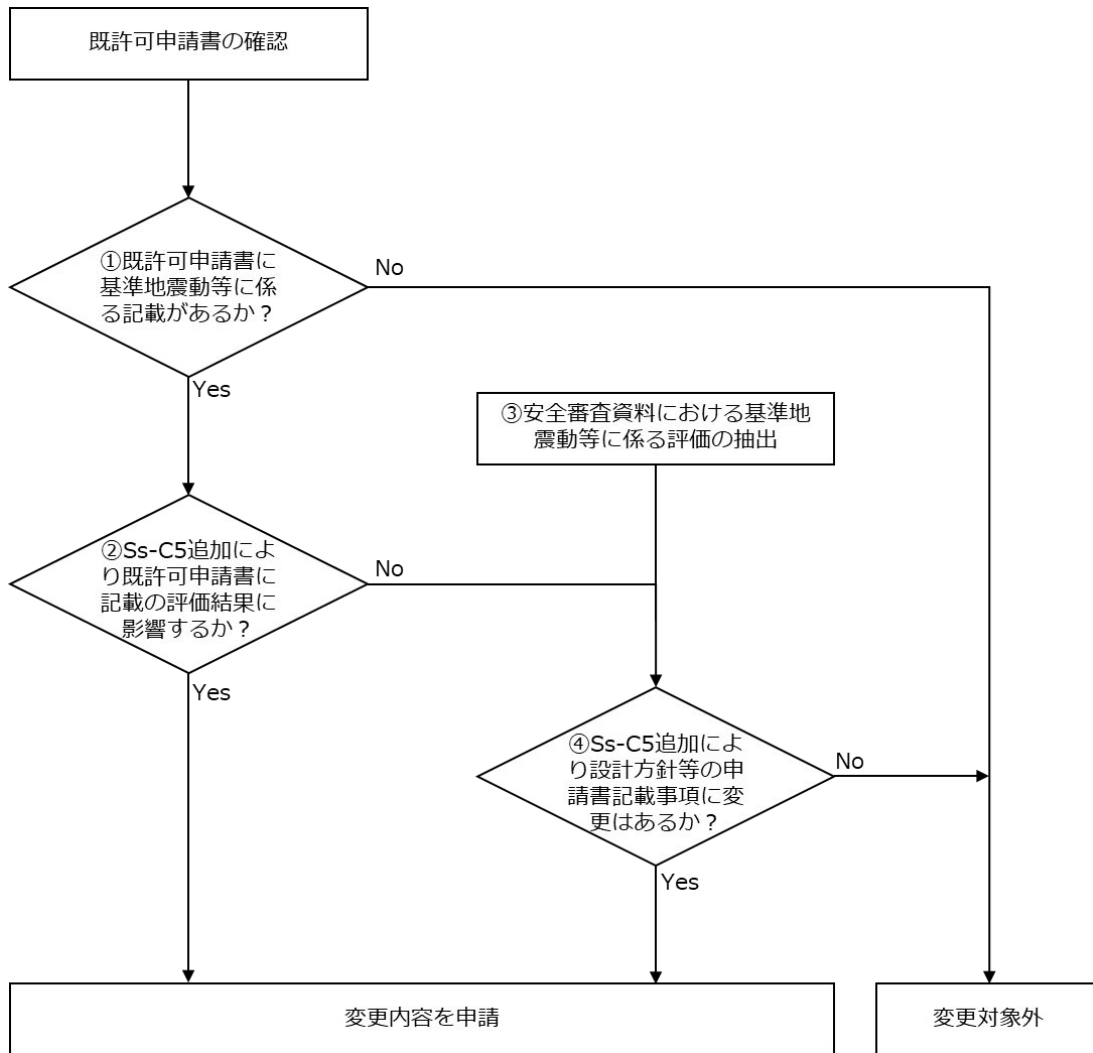 既許可申請書の確認
①既許可申請書に
基準地震動等に係
る記載があるか？
No
Yes
③安全審査資料における基準地
震動等に係る評価の抽出
②Ss-C5追加によ
り既許可申請書に
記載の評価結果に
影響するか？
No
Yes
④Ss-C5追加によ
り設計方針等の申
請書記載事項に変
更はあるか？
No
Yes
変更内容を申請
変更対象外